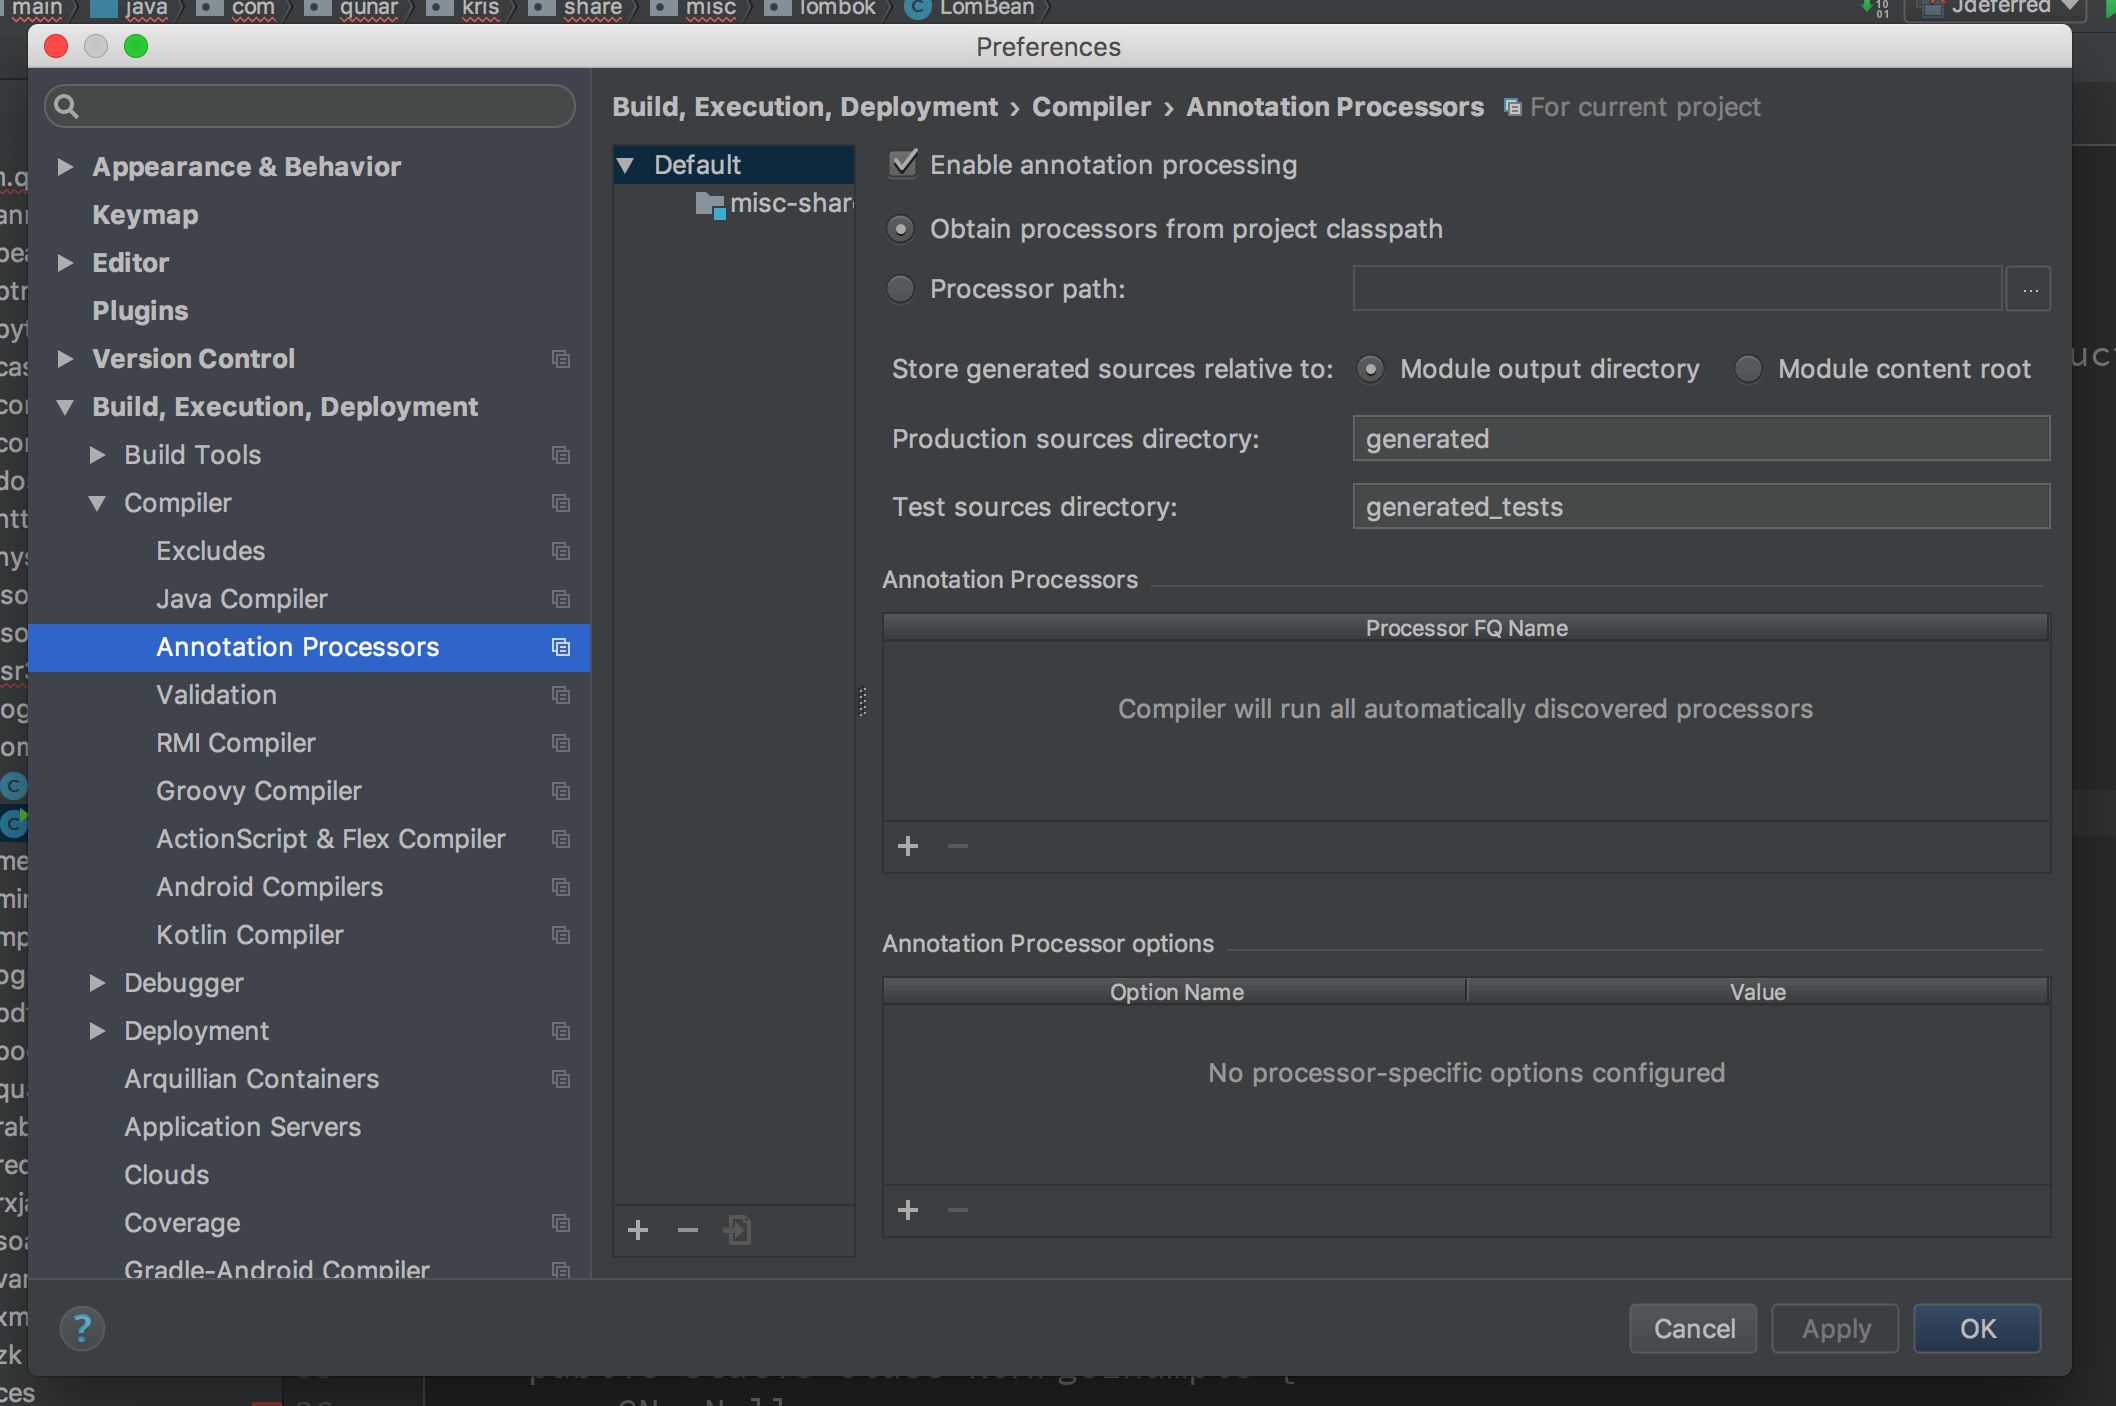 main java com qunar kris share misc lombok LomBean Jdeferred
Preferences
Build, Execution, Deployment › Compiler › Annotation Processors For current project
Appearance & Behavior
Keymap
Editor
Plugins
Version Control
Build, Execution, Deployment
Build Tools
Compiler
Excludes
Java Compiler
Annotation Processors
Validation
RMI Compiler
Groovy Compiler
ActionScript & Flex Compiler
Android Compilers
Kotlin Compiler
Debugger
Deployment
Arquillian Containers
Application Servers
Clouds
Coverage
Gradle-Android Compiler
Default
misc-shar
Enable annotation processing
Obtain processors from project classpath
Processor path:
...
Store generated sources relative to: Module output directory Module content root
Production sources directory: generated
Test sources directory: generated_tests
Annotation Processors
Processor FQ Name
Compiler will run all automatically discovered processors
Annotation Processor options
Option Name Value
No processor-specific options configured
? Cancel Apply OK
zk
ces